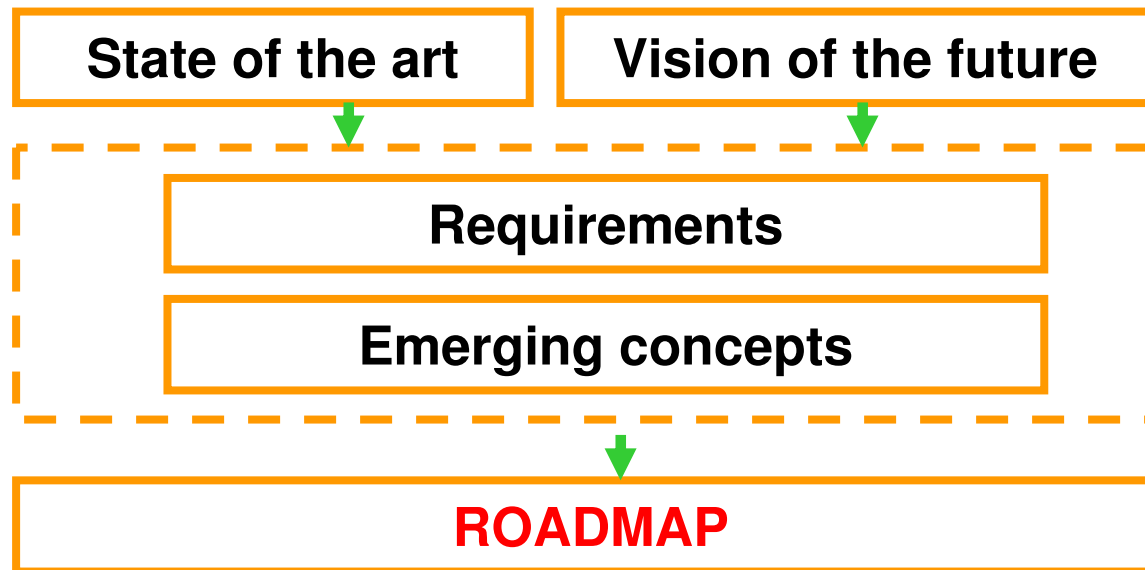 State of the art
Vision of the future
Requirements
Emerging concepts
ROADMAP